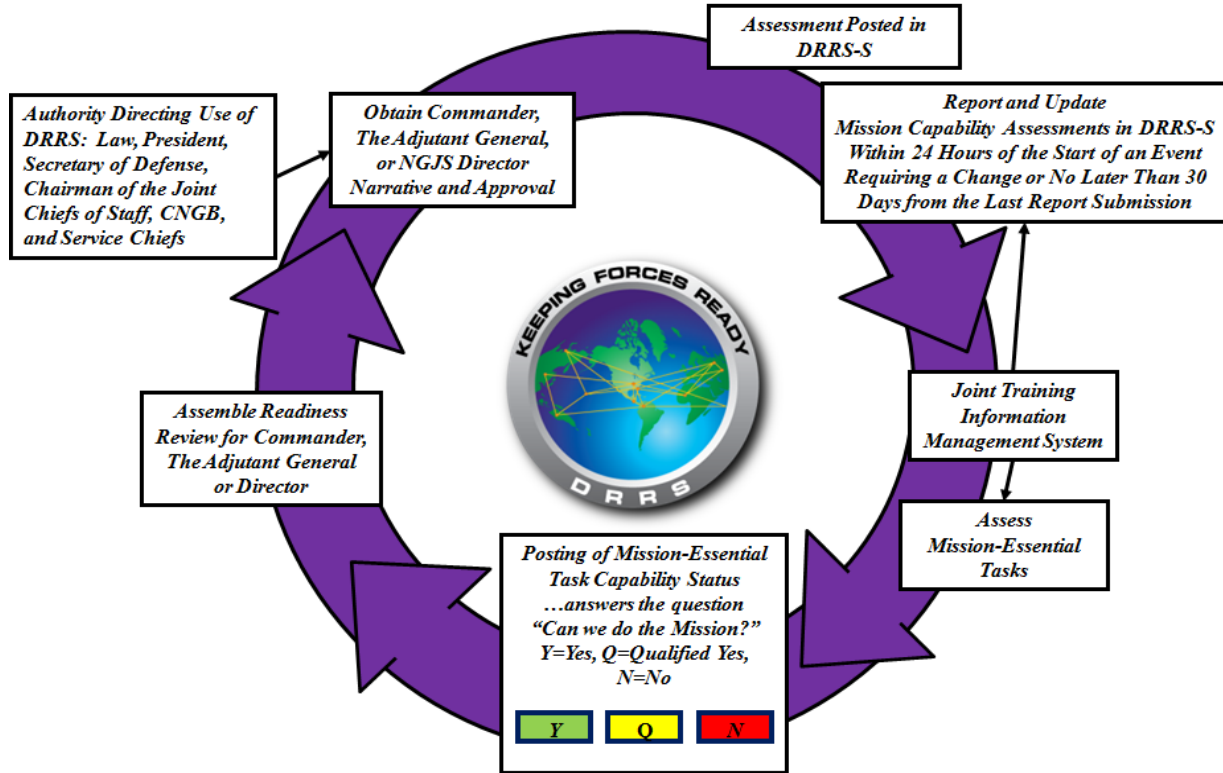 Assessment Posted in
DRRS-S
Authority Directing Use of
DRRS:  Law, President,
Secretary of Defense,
Chairman of the Joint
Chiefs of Staff, CNGB,
and Service Chiefs
Obtain Commander,
The Adjutant General,
or NGJS Director
Narrative and Approval
Report and Update
Mission Capability Assessments in DRRS-S
Within 24 Hours of the Start of an Event
Requiring a Change or No Later Than 30
Days from the Last Report Submission
KEEPING FORCES READY
DRRS
Assemble Readiness
Review for Commander,
The Adjutant General
or Director
Joint Training
Information
Management System
Assess
Mission-Essential
Tasks
Posting of Mission-Essential
Task Capability Status
…answers the question
“Can we do the Mission?”
Y=Yes, Q=Qualified Yes,
N=No
Y
Q
N